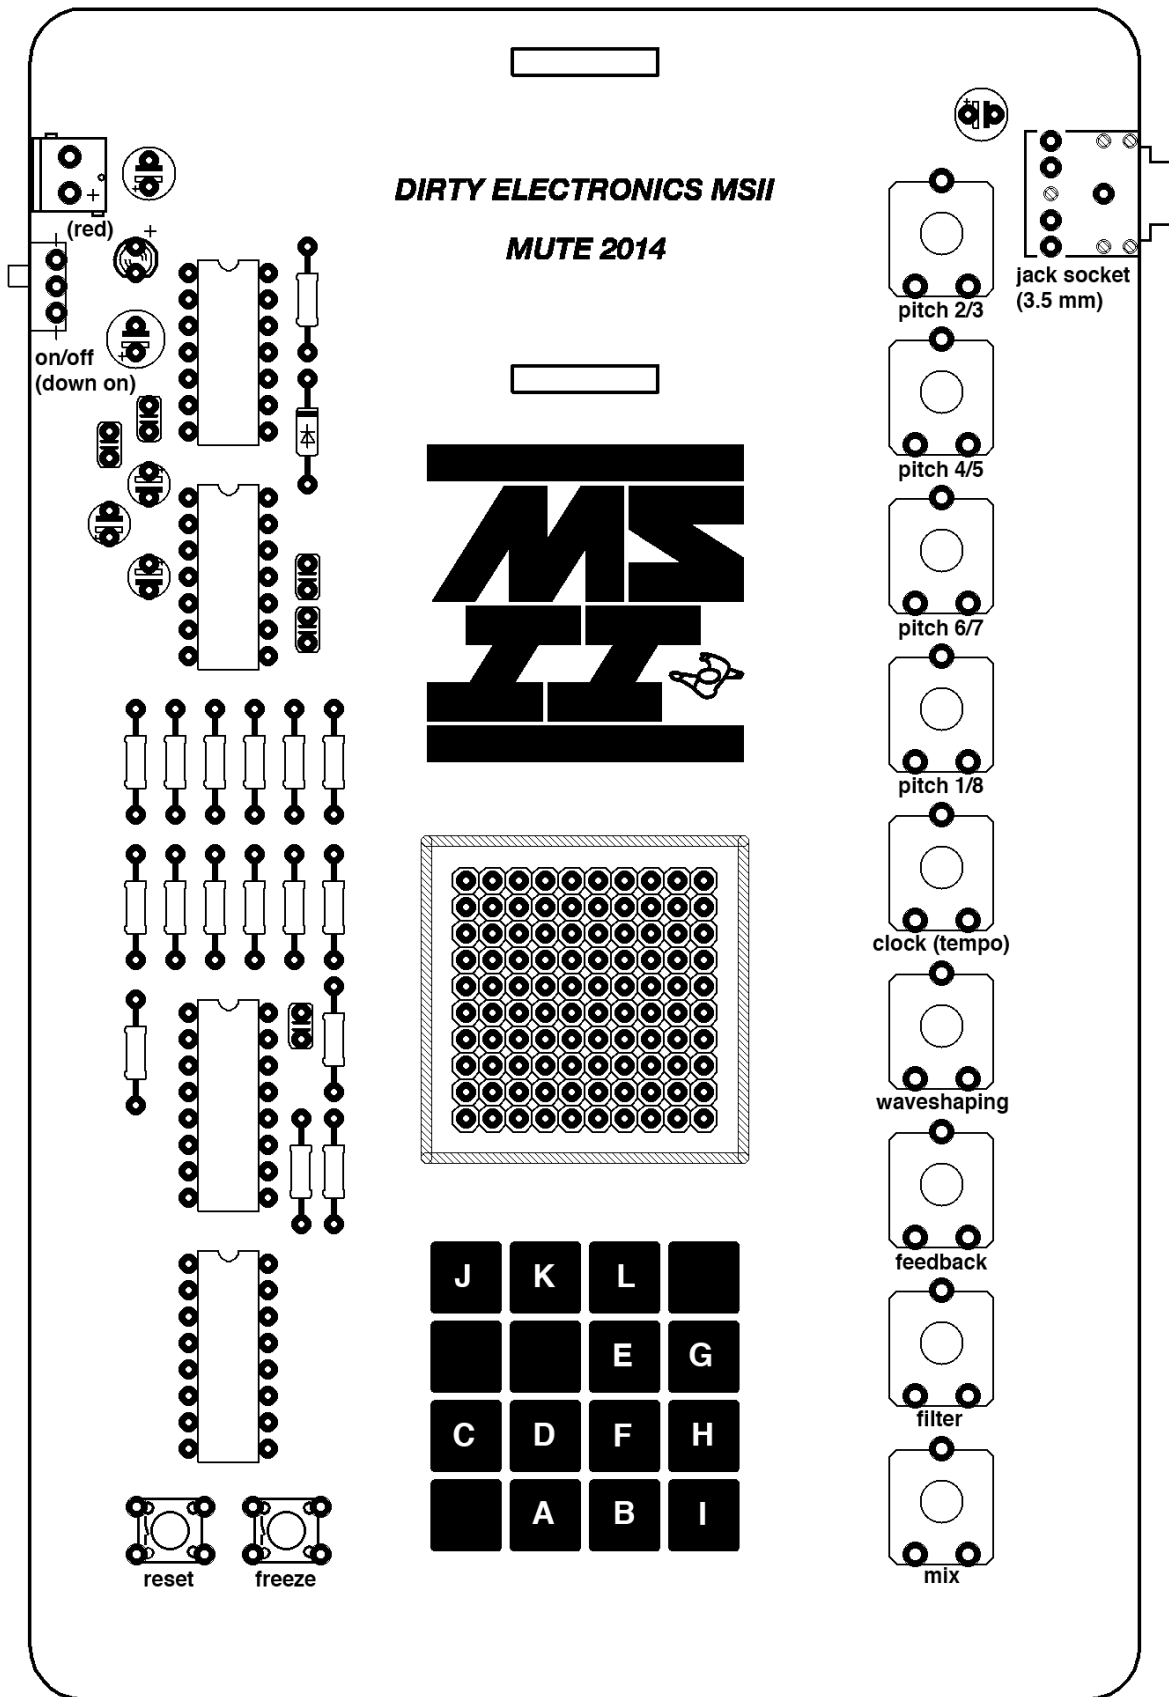 DIRTY ELECTRONICS MSII
MUTE 2014
+
(red)
+
on/off
(down on)
jack socket
(3.5 mm)
pitch 2/3
pitch 4/5
pitch 6/7
pitch 1/8
clock (tempo)
waveshaping
feedback
filter
mix
MS
II
J K L
E G
C D F H
A B I
reset
freeze